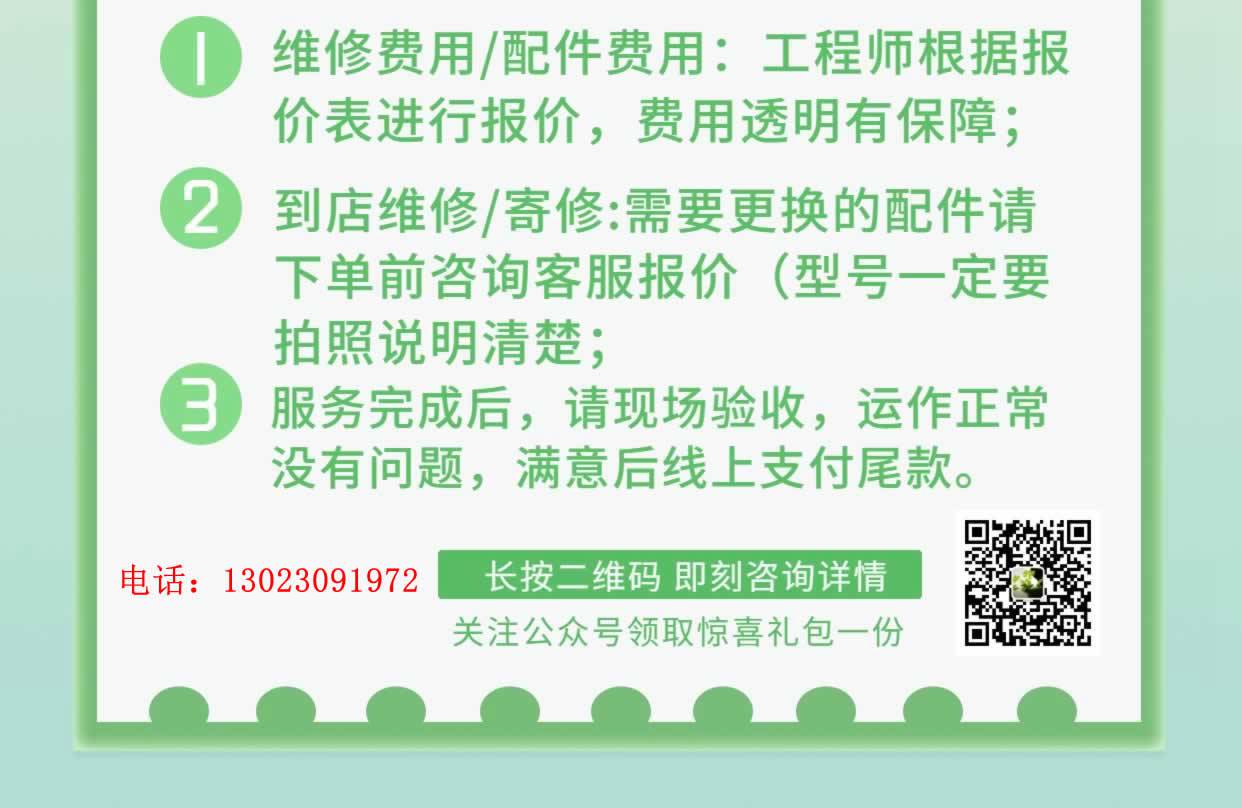 1 维修费用/配件费用：工程师根据报
价表进行报价，费用透明有保障；
2 到店维修/寄修:需要更换的配件请
下单前咨询客服报价（型号一定要
拍照说明清楚；
3 服务完成后，请现场验收，运作正常
没有问题，满意后线上支付尾款。
电话：13023091972
长按二维码 即刻咨询详情
关注公众号领取惊喜礼包一份